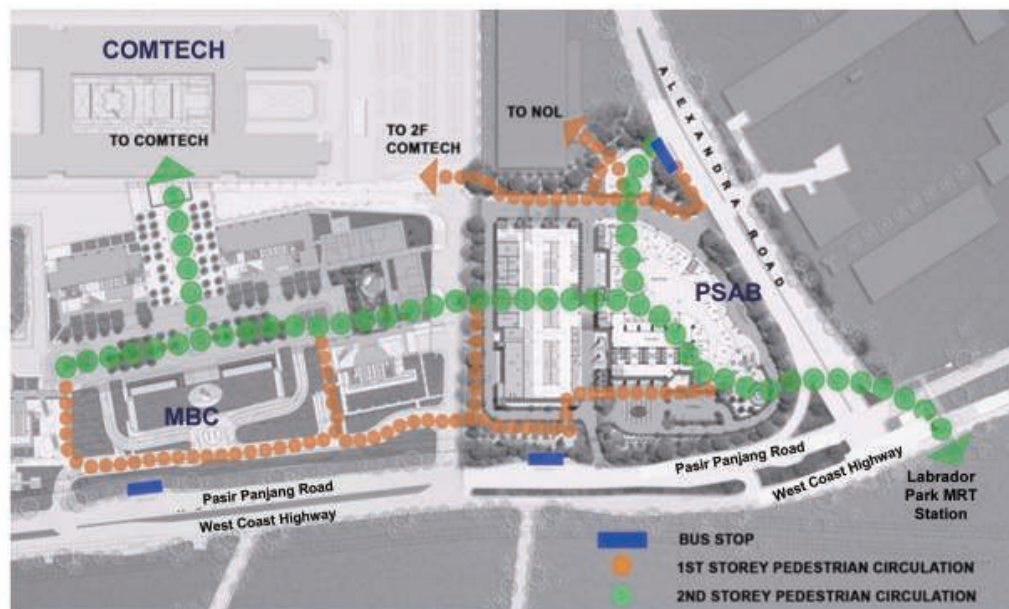 COMTECH
TO COMTECH
TO 2F
COMTECH
TO NOL
ALEXANDRA ROAD
PSAB
MBC
Pasir Panjang Road
West Coast Highway
Pasir Panjang Road
West Coast Highway
Labrador
Park MRT
Station
BUS STOP
1ST STOREY PEDESTRIAN CIRCULATION
2ND STOREY PEDESTRIAN CIRCULATION